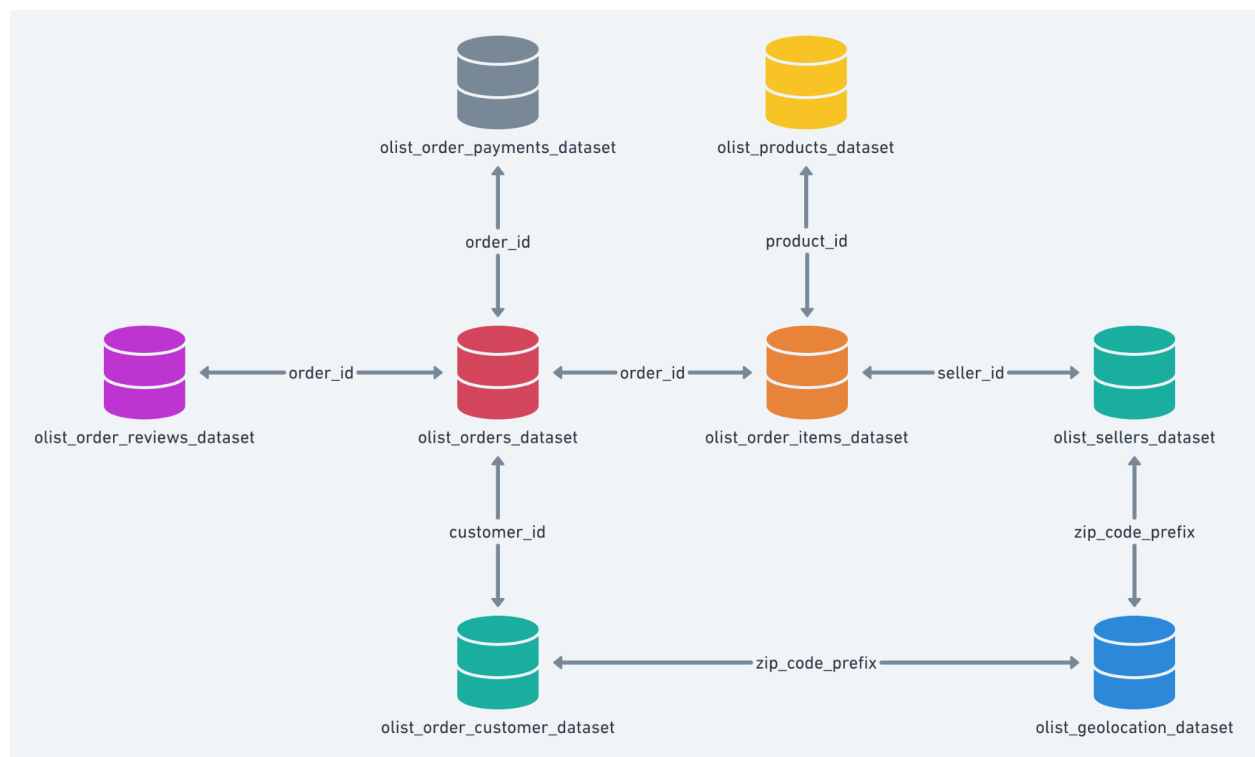 olist_order_payments_dataset
olist_products_dataset
order_id
product_id
order_id
order_id
seller_id
olist_order_reviews_dataset
olist_orders_dataset
olist_order_items_dataset
olist_sellers_dataset
customer_id
zip_code_prefix
zip_code_prefix
olist_order_customer_dataset
olist_geolocation_dataset